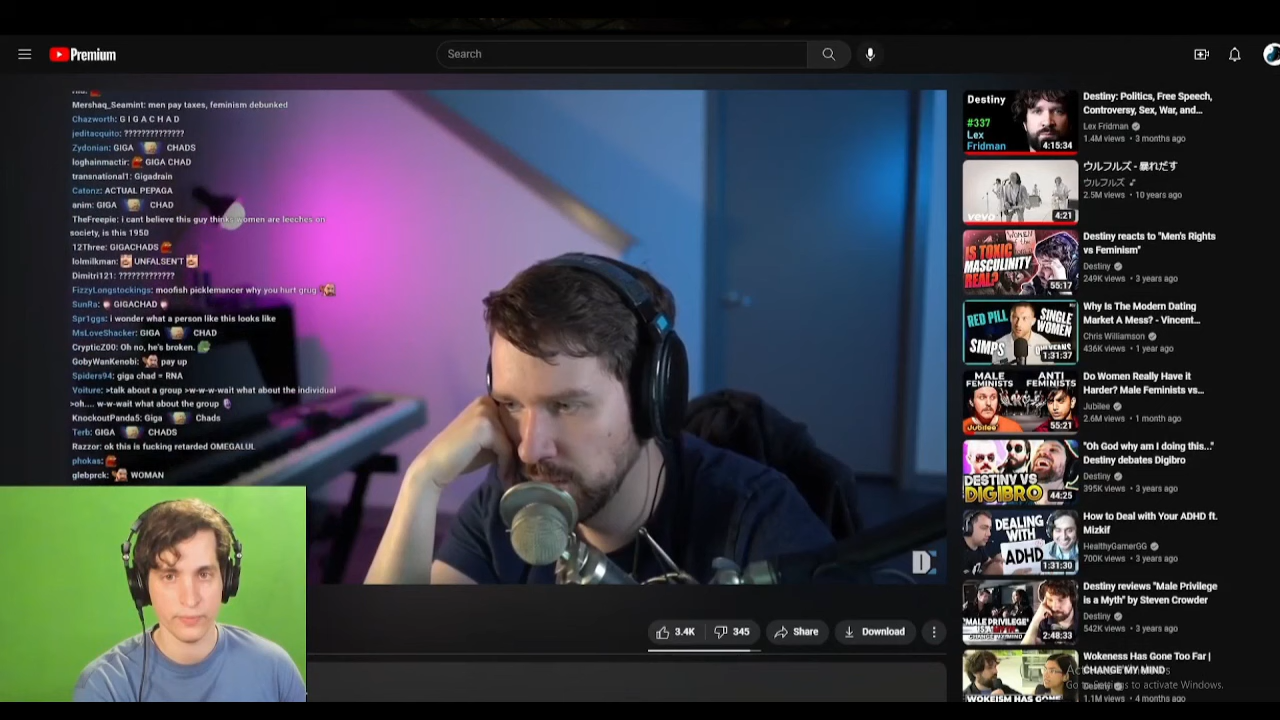 Premium
Search
Mershaq_Seamint: men pay taxes, feminism debunked
Chazworth: G I G A C H A D
jeditacquito: ?????????????
Zydonian: GIGA CHADS
loghainmactir: GIGA CHAD
transnational1: Gigadrain
Catonz: ACTUAL PEPAGA
anim: GIGA CHAD
TheFreepie: i cant believe this guy thinks women are leeches on
society, is this 1950
12Three: GIGACHADS
lolmilkman: UNFALSEN'T
Dimitri121: ????????????
FizzyLongstockings: moofish picklemancer why you hurt grug
SunRo: GIGACHAD
Spr1ggs: i wonder what a person like this looks like
MsLoveShacker: GIGA CHAD
CrypticZ00: Oh no, he's broken.
GobyWanKenobi: pay up
Spiders94: giga chad = RNA
Voiture: >talk about a group >w-w-w-wait what about the individual
>oh.... w-w-wait what about the group
KnockoutPanda5: Giga Chads
Terb: GIGA CHADS
Razzor: ok this is fucking retarded OMEGALUL
phokas:
glebprck: WOMAN
D
3.4K
345
Share
Download
Destiny
#337
Lex
Fridman
4:15:34
Destiny: Politics, Free Speech,
Controversy, Sex, War, and...
Lex Fridman
1.4M views • 3 months ago
vevo
4:21
ウルフルズ - 暴れだす
ウルフルズ
2.5M views • 10 years ago
IS TOXIC
MASCULINITY
REAL?
55:17
Destiny reacts to "Men's Rights
vs Feminism"
Destiny
249K views • 3 years ago
RED PILL
SIMPS
SINGLE
WOMEN
1:31:37
Why Is The Modern Dating
Market A Mess? - Vincent...
Chris Williamson
436K views • 1 year ago
MALE
FEMINISTS
ANTI
FEMINISTS
Jubilee
55:21
Do Women Really Have it
Harder? Male Feminists vs...
Jubilee
2.6M views • 1 month ago
DESTINY VS
DIGIBRO
44:25
"Oh God why am I doing this..."
Destiny debates Digibro
Destiny
395K views • 3 years ago
DEALING
WITH
ADHD
1:31:30
How to Deal with Your ADHD ft.
Mizkif
HealthyGamerGG
700K views • 3 years ago
"MALE PRIVILEGE
IS A MYTH"
CHANGE MY MIND
2:48:33
Destiny reviews "Male Privilege
is a Myth" by Steven Crowder
Destiny
542K views • 3 years ago
WOKEISM HAS GONE
Wokeness Has Gone Too Far |
CHANGE MY MIND
Destiny
1.1M views • 4 months ago
Activate Windows
Go to Settings to activate Windows.